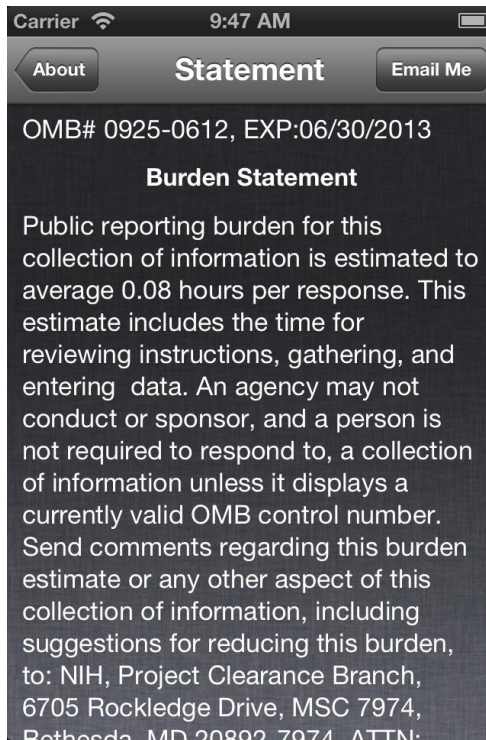 Carrier 9:47 AM
About Statement Email Me
OMB# 0925-0612, EXP:06/30/2013
Burden Statement
Public reporting burden for this
collection of information is estimated to
average 0.08 hours per response. This
estimate includes the time for
reviewing instructions, gathering, and
entering  data. An agency may not
conduct or sponsor, and a person is
not required to respond to, a collection
of information unless it displays a
currently valid OMB control number.
Send comments regarding this burden
estimate or any other aspect of this
collection of information, including
suggestions for reducing this burden,
to: NIH, Project Clearance Branch,
6705 Rockledge Drive, MSC 7974,
Bethesda, MD 20892-7974, ATTN: